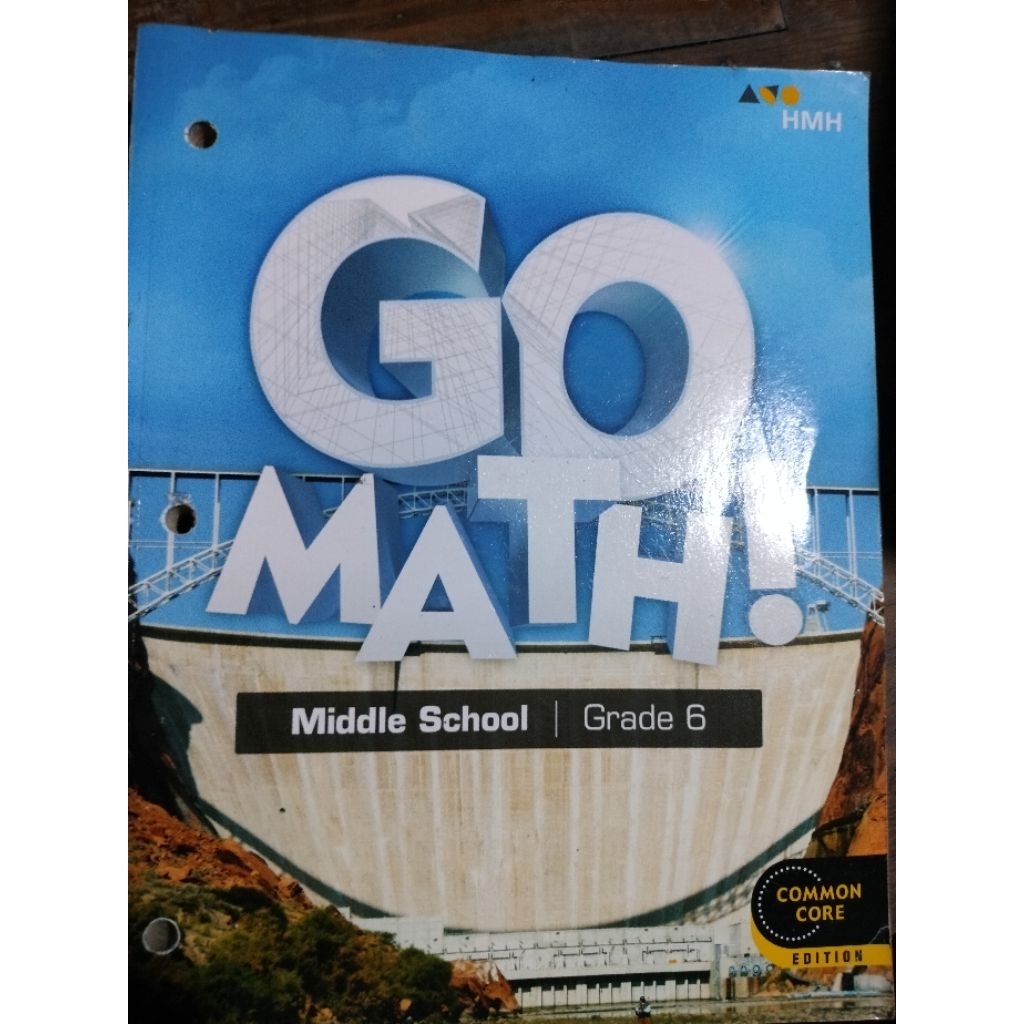 HMH
GO
MATH!
Middle School | Grade 6
COMMON
CORE
EDITION